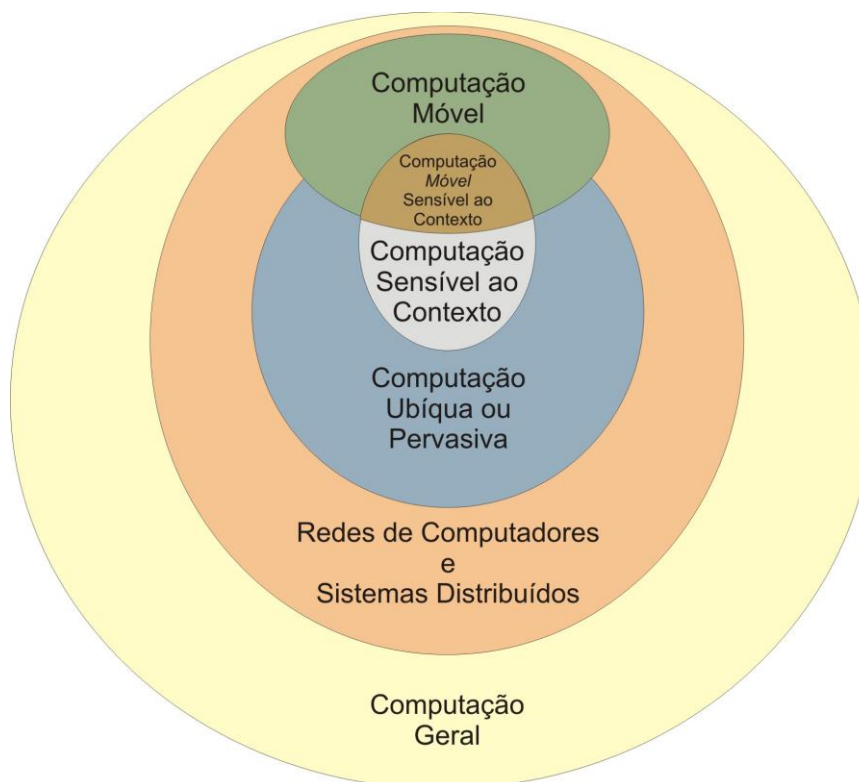 Computação
Móvel
Computação
Móvel
Sensível ao
Contexto
Computação
Sensível ao
Contexto
Computação
Ubíqua ou
Pervasiva
Redes de Computadores
e
Sistemas Distribuídos
Computação
Geral